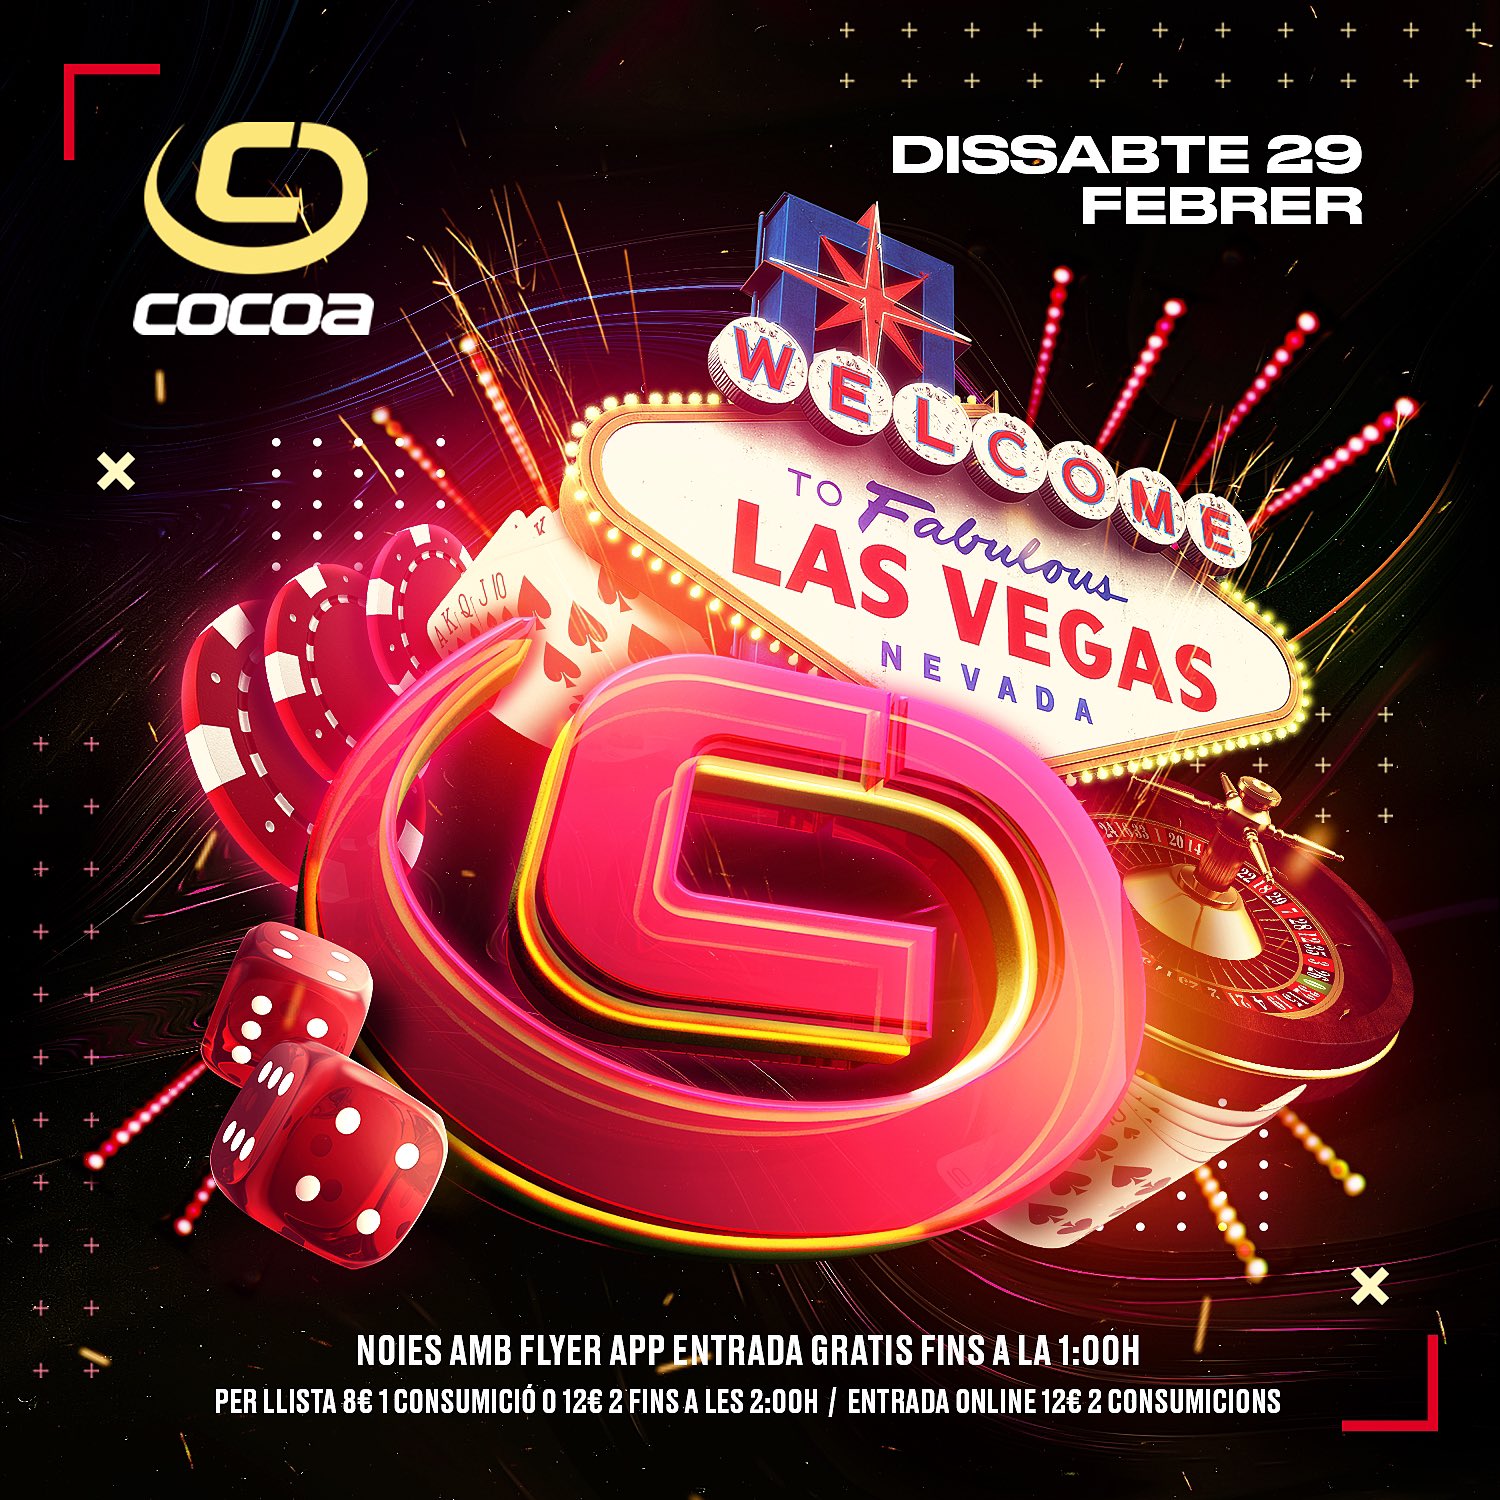 COCOA
DISSABTE 29
FEBRER
WELCOME
TO Fabulous
LAS VEGAS
NEVADA
K
A K Q J 10
NOIES AMB FLYER APP ENTRADA GRATIS FINS A LA 1:00H
PER LLISTA 8€ 1 CONSUMICIÓ O 12€ 2 FINS A LES 2:00H / ENTRADA ONLINE 12€ 2 CONSUMICIONS